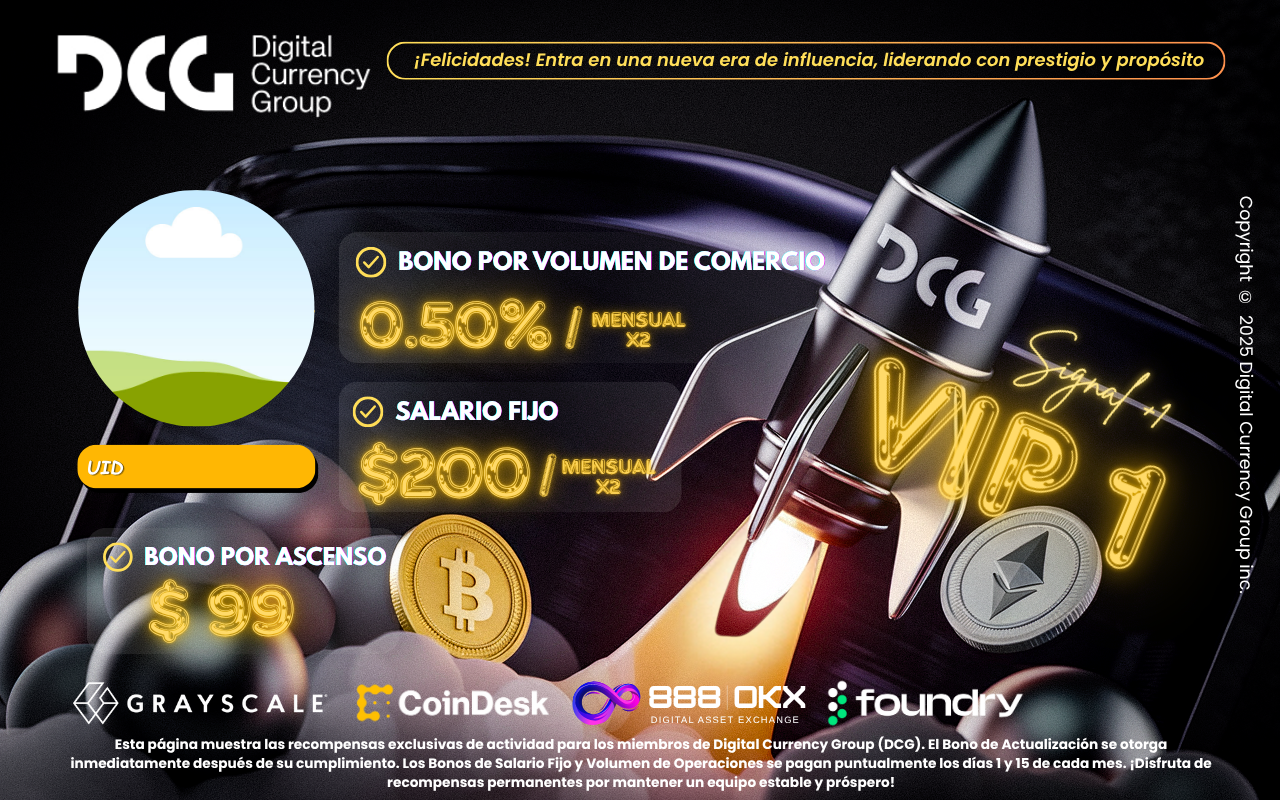 DCG Digital
Currency
Group
¡Felicidades! Entra en una nueva era de influencia, liderando con prestigio y propósito
DCG
BONO POR VOLUMEN DE COMERCIO
0.50% / MENSUAL
X2
SALARIO FIJO
$200 / MENSUAL
X2
UID
BONO POR ASCENSO
$ 99
Signal +1
VIP 1
Copyright © 2025 Digital Currency Group Inc.
GRAYSCALE
CoinDesk
888 | OKX
DIGITAL ASSET EXCHANGE
foundry
Esta página muestra las recompensas exclusivas de actividad para los miembros de Digital Currency Group (DCG). El Bono de Actualización se otorga
inmediatamente después de su cumplimiento. Los Bonos de Salario Fijo y Volumen de Operaciones se pagan puntualmente los días 1 y 15 de cada mes. ¡Disfruta de
recompensas permanentes por mantener un equipo estable y próspero!